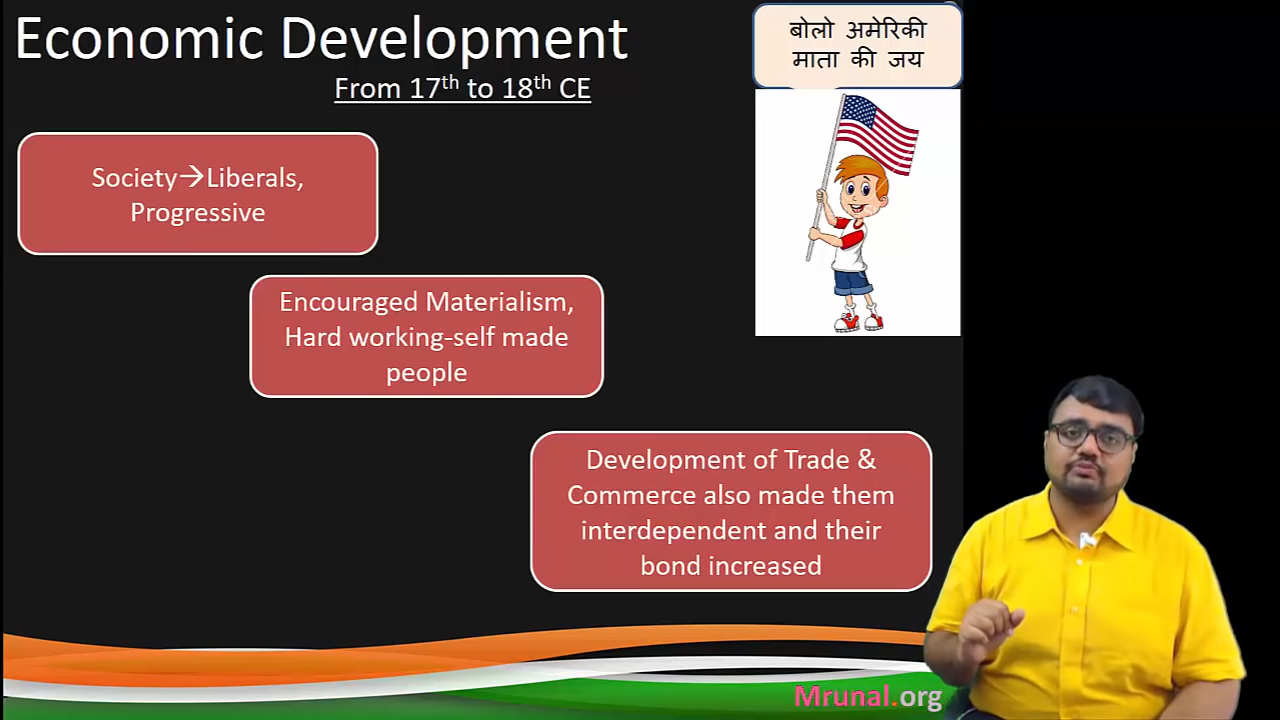 Economic Development
From 17th to 18th CE
बोलो अमेरिकी
माता की जय
Society→Liberals,
Progressive
Encouraged Materialism,
Hard working-self made
people
Development of Trade &
Commerce also made them
interdependent and their
bond increased
Mrunal.org